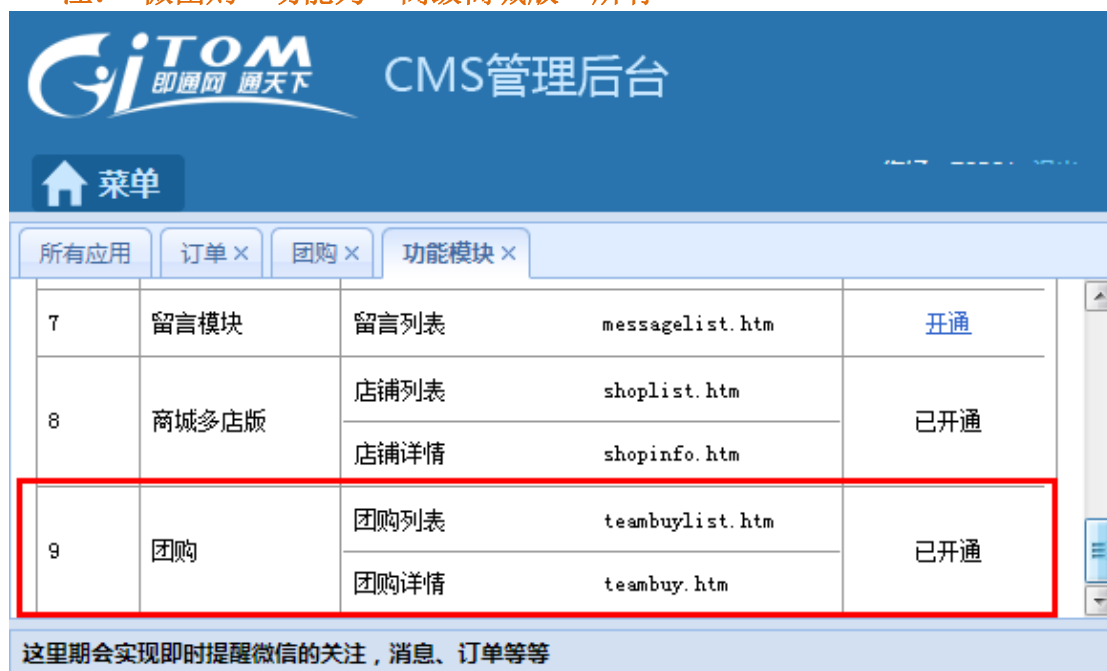 GiTOM
即通网 通天下
CMS管理后台
菜单
所有应用 订单 × 团购 × 功能模块 ×
7 留言模块 留言列表 messagelist.htm 开通
8 商城多店版 店铺列表 shoplist.htm 已开通
店铺详情 shopinfo.htm
9 团购 团购列表 teambuylist.htm 已开通
团购详情 teambuy.htm
这里期会实现即时提醒微信的关注，消息、订单等等